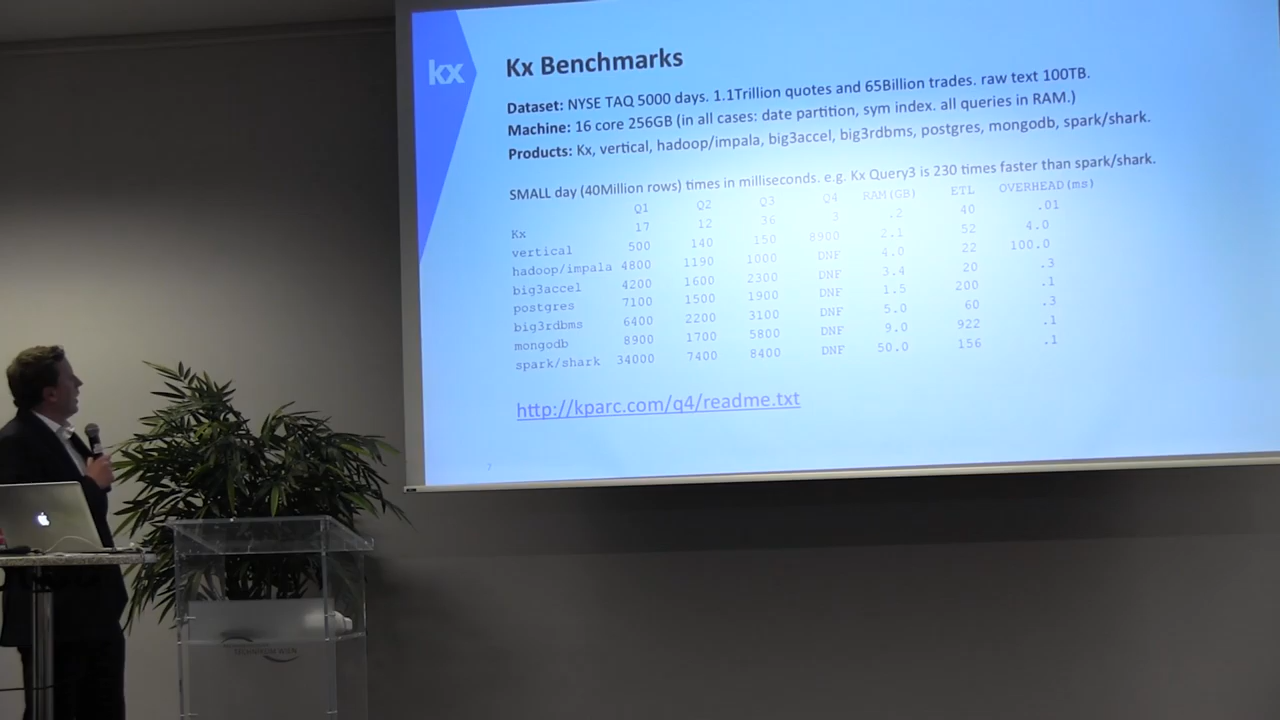 kx
Kx Benchmarks
Dataset: NYSE TAQ 5000 days. 1.1Trillion quotes and 65Billion trades. raw text 100TB.
Machine: 16 core 256GB (in all cases: date partition, sym index. all queries in RAM.)
Products: Kx, vertical, hadoop/impala, big3accel, big3rdbms, postgres, mongodb, spark/shark.
SMALL day (40Million rows) times in milliseconds. e.g. Kx Query3 is 230 times faster than spark/shark.
Q1 Q2 Q3 Q4 RAM(GB) ETL OVERHEAD(ms)
Kx 17 12 36 3 .2 40 .01
vertical 500 140 150 8900 2.1 52 4.0
hadoop/impala 4800 1190 1000 DNF 4.0 22 100.0
big3accel 4200 1600 2300 DNF 3.4 20 .3
postgres 7100 1500 1900 DNF 1.5 200 .1
big3rdbms 6400 2200 3100 DNF 5.0 60 .3
mongodb 8900 1700 5800 DNF 9.0 922 .1
spark/shark 34000 7400 8400 DNF 50.0 156 .1
http://kparc.com/q4/readme.txt
7
TECHNIKUM WIEN